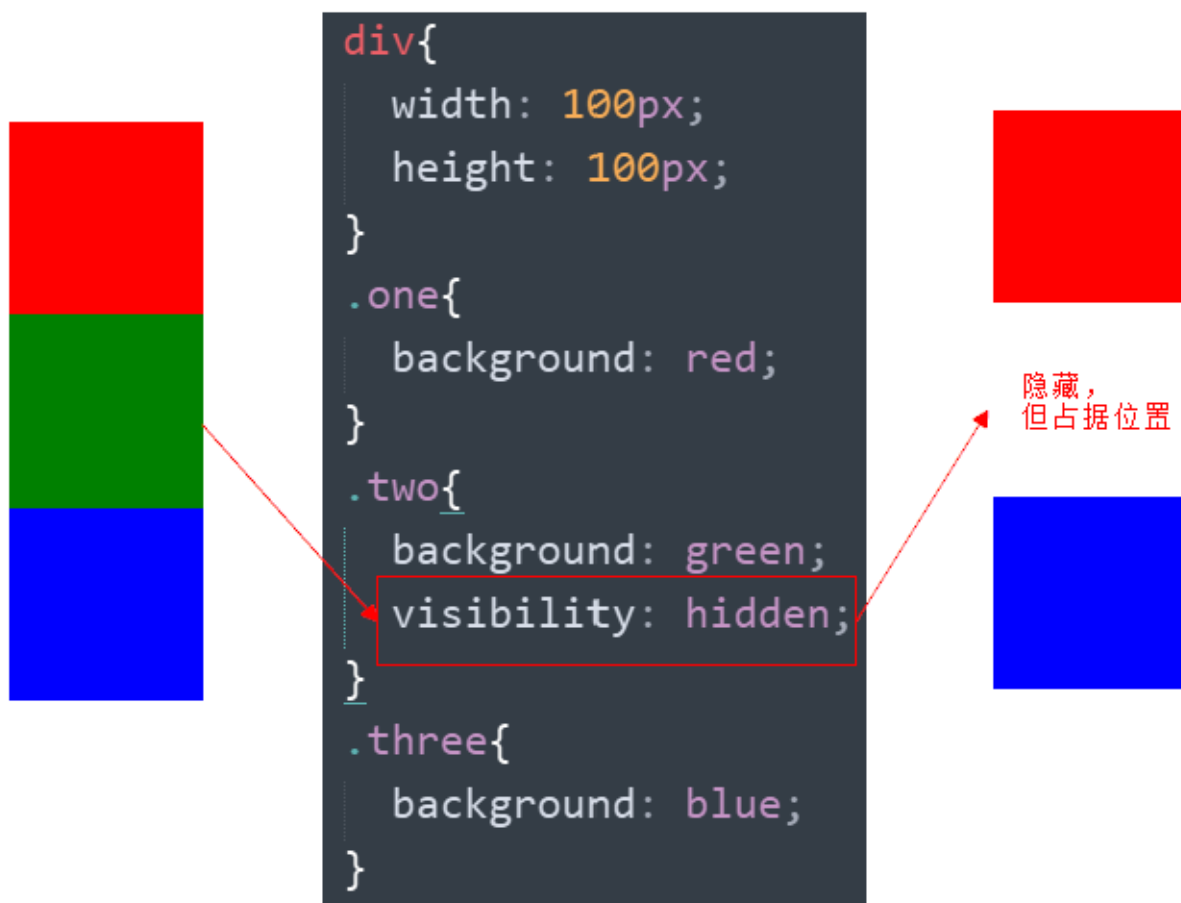 div{
width: 100px;
height: 100px;
}
.one{
background: red;
}
.two{
background: green;
visibility: hidden;
}
.three{
background: blue;
}
隐藏，
但占据位置